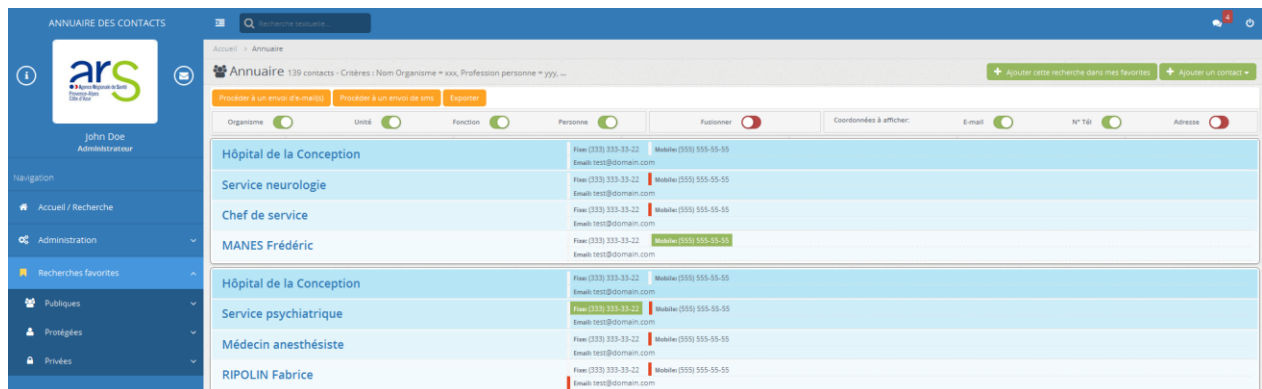 ANNUAIRE DES CONTACTS
Recherche textuelle...
4
Accueil > Annuaire
Annuaire 139 contacts - Critères : Nom Organisme = xxx, Profession personne = yyy, ...
+ Ajouter cette recherche dans mes favorites
+ Ajouter un contact
Procéder à un envoi d'e-mail(s)
Procéder à un envoi de sms
Exporter
Organisme
Unité
Fonction
Personne
Fusionner
Coordonnées à afficher:
E-mail
N° Tél
Adresse
ars
Agence Régionale de Santé
Provence-Alpes
Côte d'Azur
John Doe
Administrateur
Navigation
Accueil / Recherche
Administration
Recherches favorites
Publiques
Protégées
Privées
Hôpital de la Conception
Fixe: (333) 333-33-22 Mobile: (555) 555-55-55
Email: test@domain.com
Service neurologie
Fixe: (333) 333-33-22 Mobile: (555) 555-55-55
Email: test@domain.com
Chef de service
Fixe: (333) 333-33-22 Mobile: (555) 555-55-55
Email: test@domain.com
MANES Frédéric
Fixe: (333) 333-33-22 Mobile: (555) 555-55-55
Email: test@domain.com
Hôpital de la Conception
Fixe: (333) 333-33-22 Mobile: (555) 555-55-55
Email: test@domain.com
Service psychiatrique
Fixe: (333) 333-33-22 Mobile: (555) 555-55-55
Email: test@domain.com
Médecin anesthésiste
Fixe: (333) 333-33-22 Mobile: (555) 555-55-55
Email: test@domain.com
RIPOLIN Fabrice
Fixe: (333) 333-33-22 Mobile: (555) 555-55-55
Email: test@domain.com